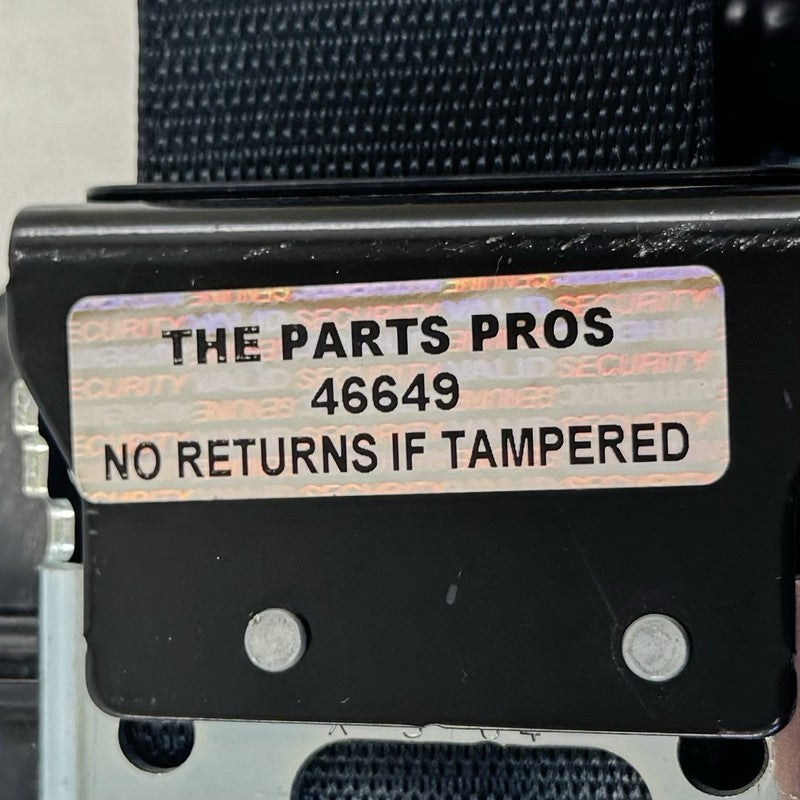 THE PARTS PROS
46649
NO RETURNS IF TAMPERED